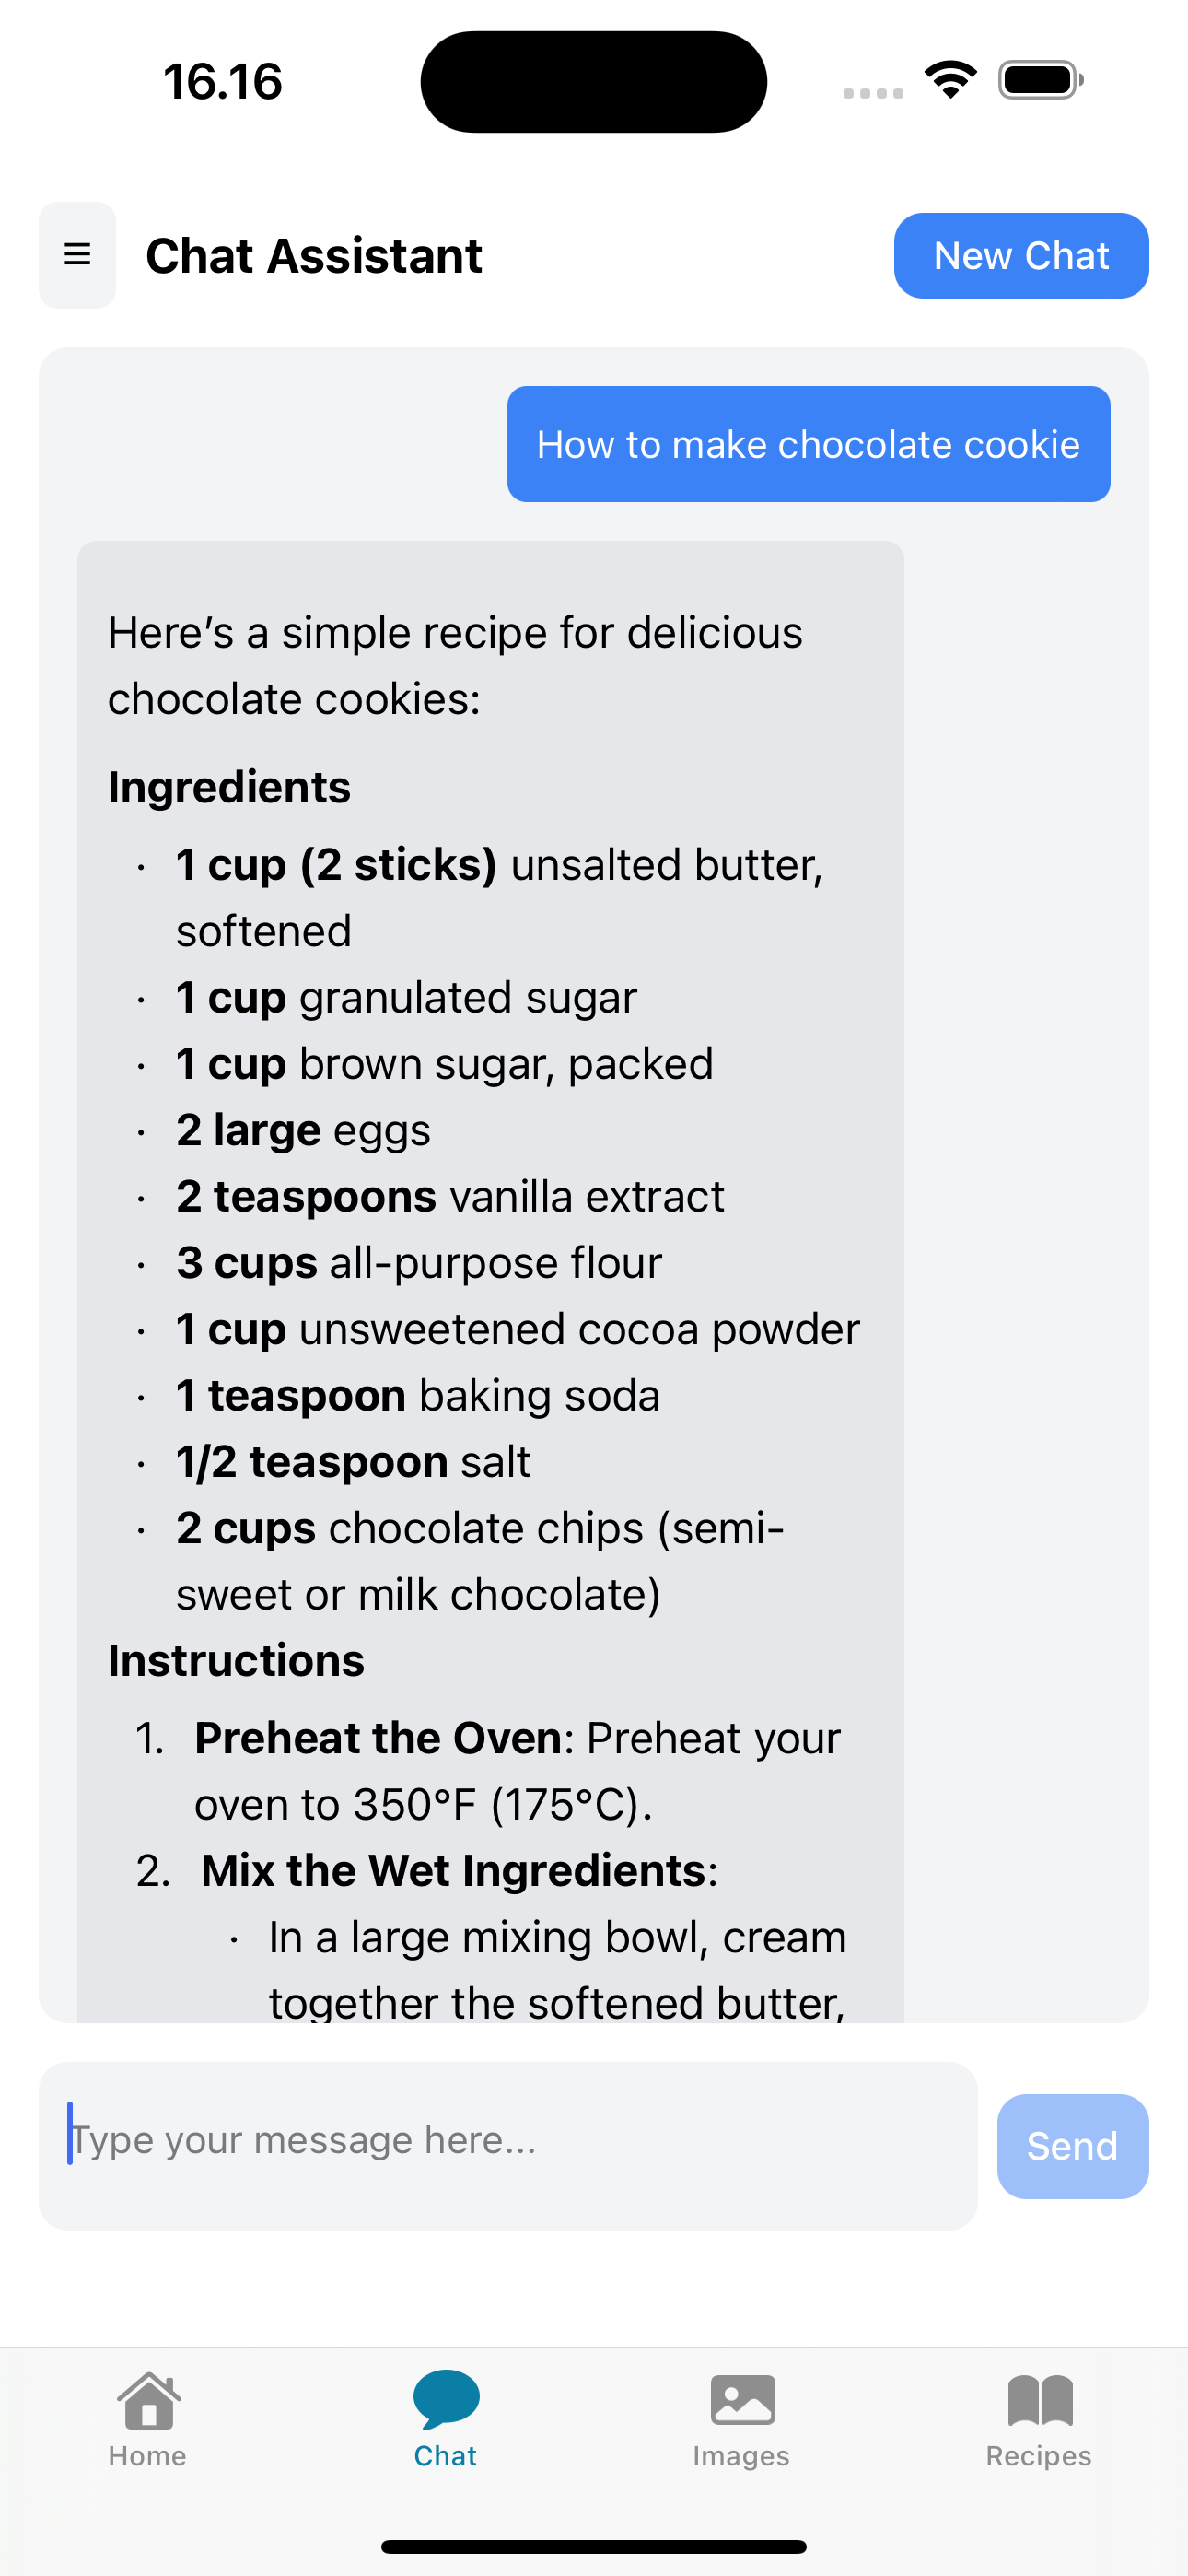 16.16
≡ Chat Assistant
New Chat
How to make chocolate cookie
Here’s a simple recipe for delicious
chocolate cookies:
Ingredients
· 1 cup (2 sticks) unsalted butter,
softened
· 1 cup granulated sugar
· 1 cup brown sugar, packed
· 2 large eggs
· 2 teaspoons vanilla extract
· 3 cups all-purpose flour
· 1 cup unsweetened cocoa powder
· 1 teaspoon baking soda
· 1/2 teaspoon salt
· 2 cups chocolate chips (semi-
sweet or milk chocolate)
Instructions
1. Preheat the Oven: Preheat your
oven to 350°F (175°C).
2. Mix the Wet Ingredients:
· In a large mixing bowl, cream
together the softened butter,
Type your message here...
Send
Home
Chat
Images
Recipes